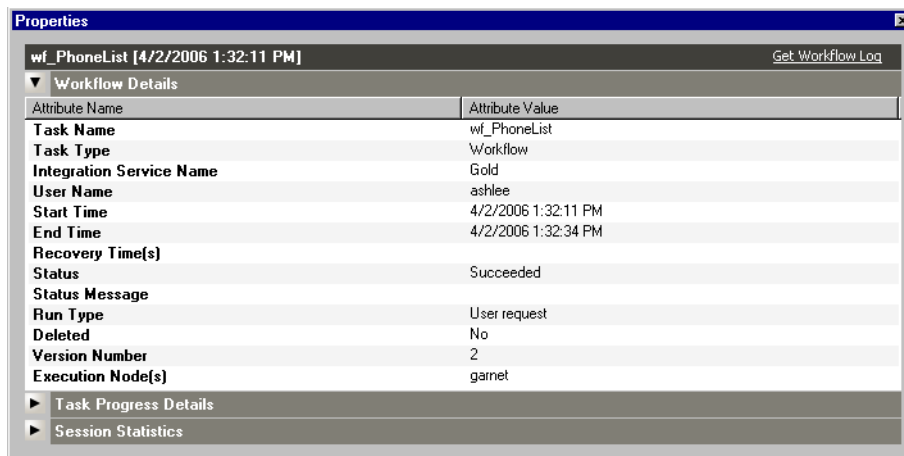 Properties
wf_PhoneList [4/2/2006 1:32:11 PM] Get Workflow Log
Workflow Details
Attribute Name Attribute Value
Task Name wf_PhoneList
Task Type Workflow
Integration Service Name Gold
User Name ashlee
Start Time 4/2/2006 1:32:11 PM
End Time 4/2/2006 1:32:34 PM
Recovery Time(s)
Status Succeeded
Status Message
Run Type User request
Deleted No
Version Number 2
Execution Node(s) garnet
Task Progress Details
Session Statistics